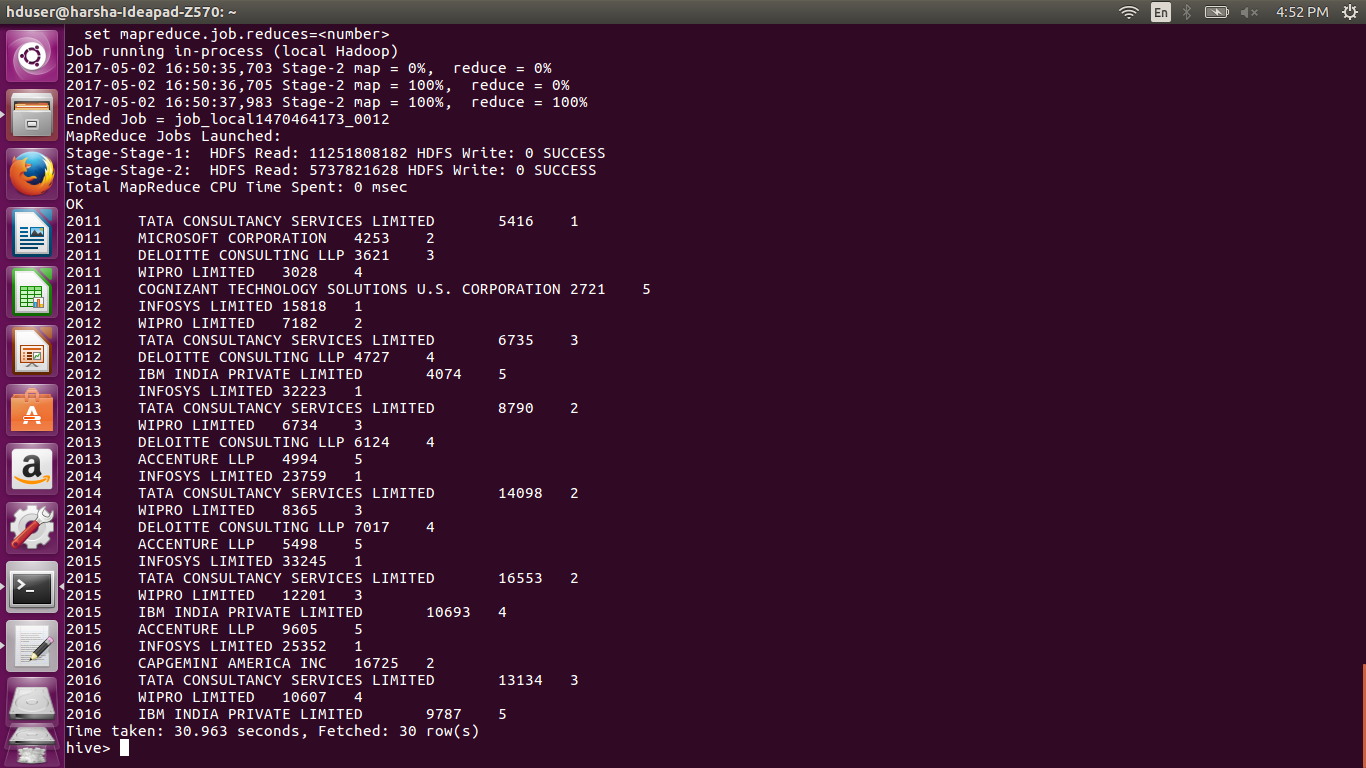 hduser@harsha-Ideapad-Z570: ~
En
4:52 PM
set mapreduce.job.reduces=<number>
Job running in-process (local Hadoop)
2017-05-02 16:50:35,703 Stage-2 map = 0%,  reduce = 0%
2017-05-02 16:50:36,705 Stage-2 map = 100%,  reduce = 0%
2017-05-02 16:50:37,983 Stage-2 map = 100%,  reduce = 100%
Ended Job = job_local1470464173_0012
MapReduce Jobs Launched:
Stage-Stage-1:  HDFS Read: 11251808182 HDFS Write: 0 SUCCESS
Stage-Stage-2:  HDFS Read: 5737821628 HDFS Write: 0 SUCCESS
Total MapReduce CPU Time Spent: 0 msec
OK
2011    TATA CONSULTANCY SERVICES LIMITED       5416    1
2011    MICROSOFT CORPORATION   4253    2
2011    DELOITTE CONSULTING LLP 3621    3
2011    WIPRO LIMITED   3028    4
2011    COGNIZANT TECHNOLOGY SOLUTIONS U.S. CORPORATION 2721    5
2012    INFOSYS LIMITED 15818   1
2012    WIPRO LIMITED   7182    2
2012    TATA CONSULTANCY SERVICES LIMITED       6735    3
2012    DELOITTE CONSULTING LLP 4727    4
2012    IBM INDIA PRIVATE LIMITED       4074    5
2013    INFOSYS LIMITED 32223   1
2013    TATA CONSULTANCY SERVICES LIMITED       8790    2
2013    WIPRO LIMITED   6734    3
2013    DELOITTE CONSULTING LLP 6124    4
2013    ACCENTURE LLP   4994    5
2014    INFOSYS LIMITED 23759   1
2014    TATA CONSULTANCY SERVICES LIMITED       14098   2
2014    WIPRO LIMITED   8365    3
2014    DELOITTE CONSULTING LLP 7017    4
2014    ACCENTURE LLP   5498    5
2015    INFOSYS LIMITED 33245   1
2015    TATA CONSULTANCY SERVICES LIMITED       16553   2
2015    WIPRO LIMITED   12201   3
2015    IBM INDIA PRIVATE LIMITED       10693   4
2015    ACCENTURE LLP   9605    5
2016    INFOSYS LIMITED 25352   1
2016    CAPGEMINI AMERICA INC   16725   2
2016    TATA CONSULTANCY SERVICES LIMITED       13134   3
2016    WIPRO LIMITED   10607   4
2016    IBM INDIA PRIVATE LIMITED       9787    5
Time taken: 30.963 seconds, Fetched: 30 row(s)
hive>